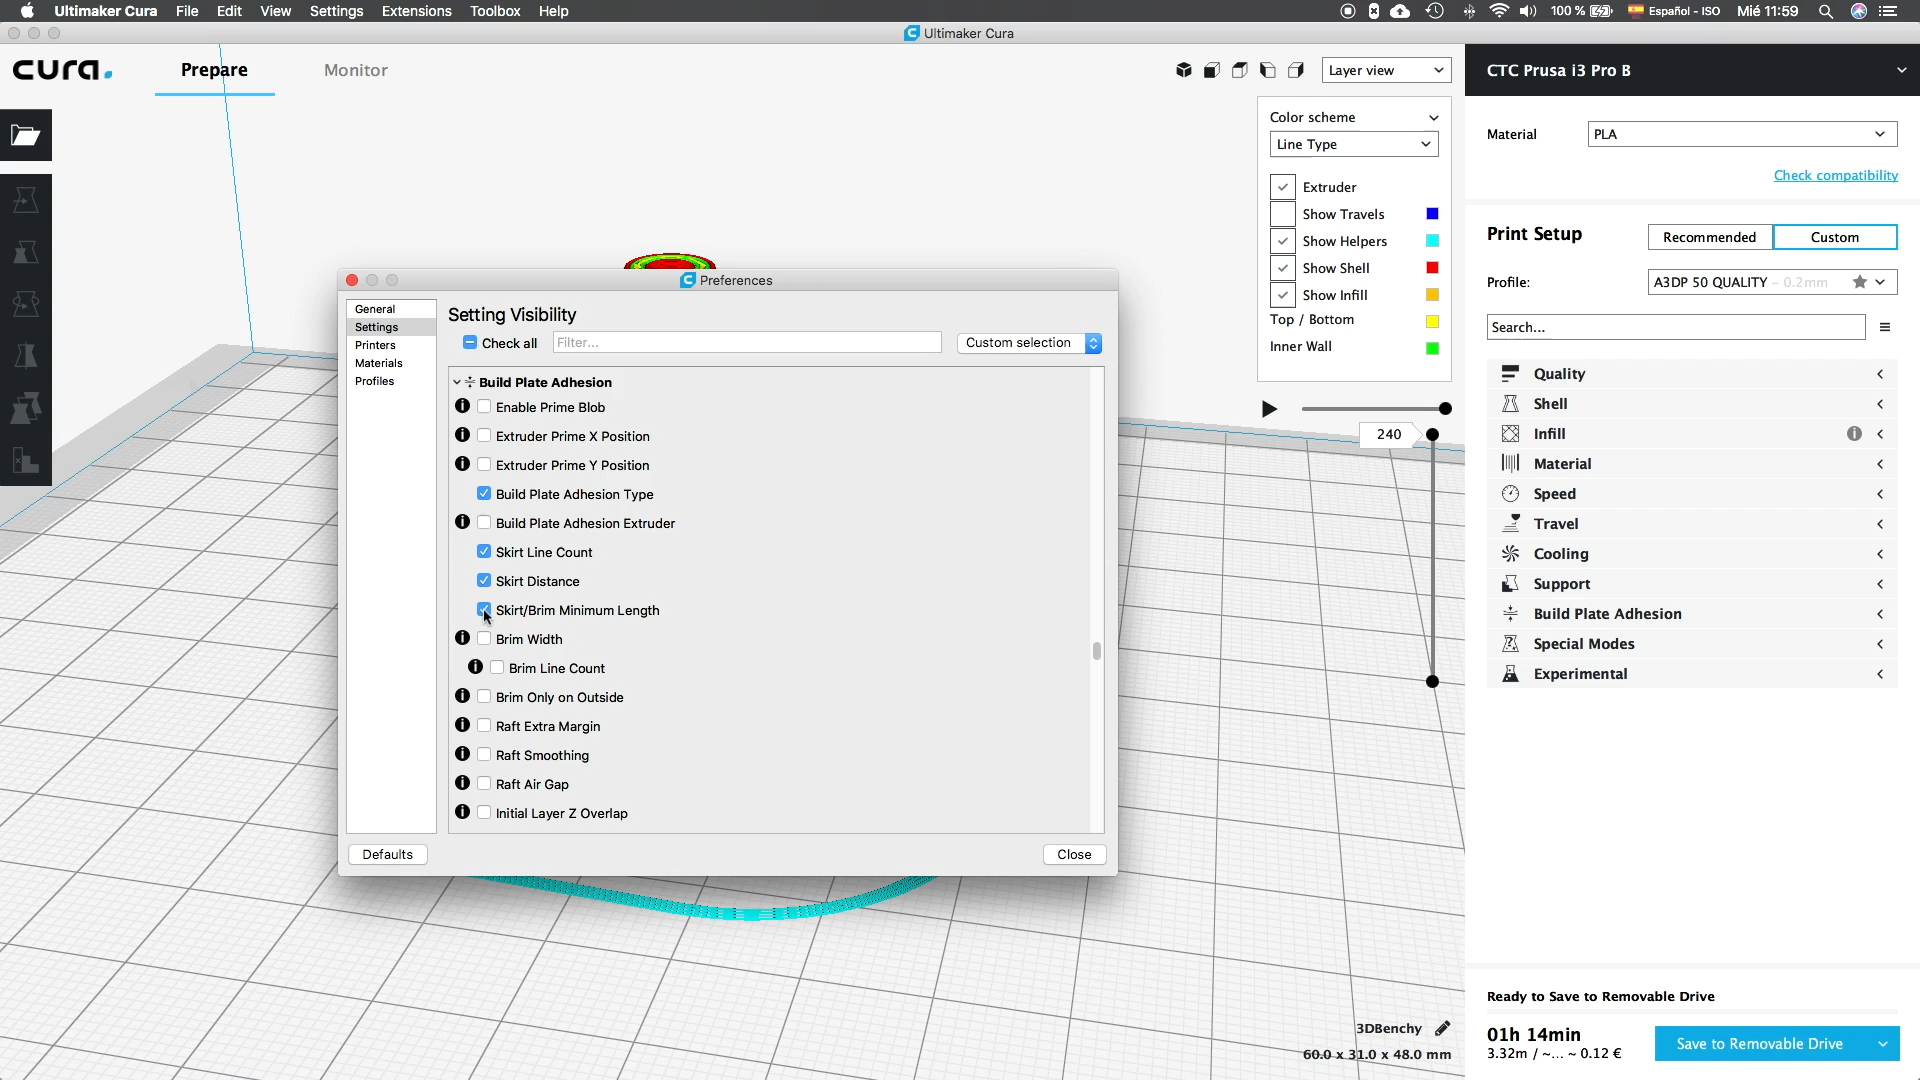 Ultimaker Cura File Edit View Settings Extensions Toolbox Help 100 % Español - ISO Mié 11:59
Ultimaker Cura
cura. Prepare Monitor Layer view CTC Prusa i3 Pro B
Color scheme
Line Type
Extruder
Show Travels
Show Helpers
Show Shell
Show Infill
Top / Bottom
Inner Wall
240
Material PLA
Check compatibility
Print Setup Recommended Custom
Profile: A3DP 50 QUALITY - 0.2mm
Search...
Quality
Shell
Infill
Material
Speed
Travel
Cooling
Support
Build Plate Adhesion
Special Modes
Experimental
Preferences
General
Settings
Printers
Materials
Profiles
Setting Visibility
Check all Filter... Custom selection
Build Plate Adhesion
Enable Prime Blob
Extruder Prime X Position
Extruder Prime Y Position
Build Plate Adhesion Type
Build Plate Adhesion Extruder
Skirt Line Count
Skirt Distance
Skirt/Brim Minimum Length
Brim Width
Brim Line Count
Brim Only on Outside
Raft Extra Margin
Raft Smoothing
Raft Air Gap
Initial Layer Z Overlap
Defaults Close
3DBenchy
60.0 x 31.0 x 48.0 mm
Ready to Save to Removable Drive
01h 14min
3.32m / ~... ~ 0.12 €
Save to Removable Drive